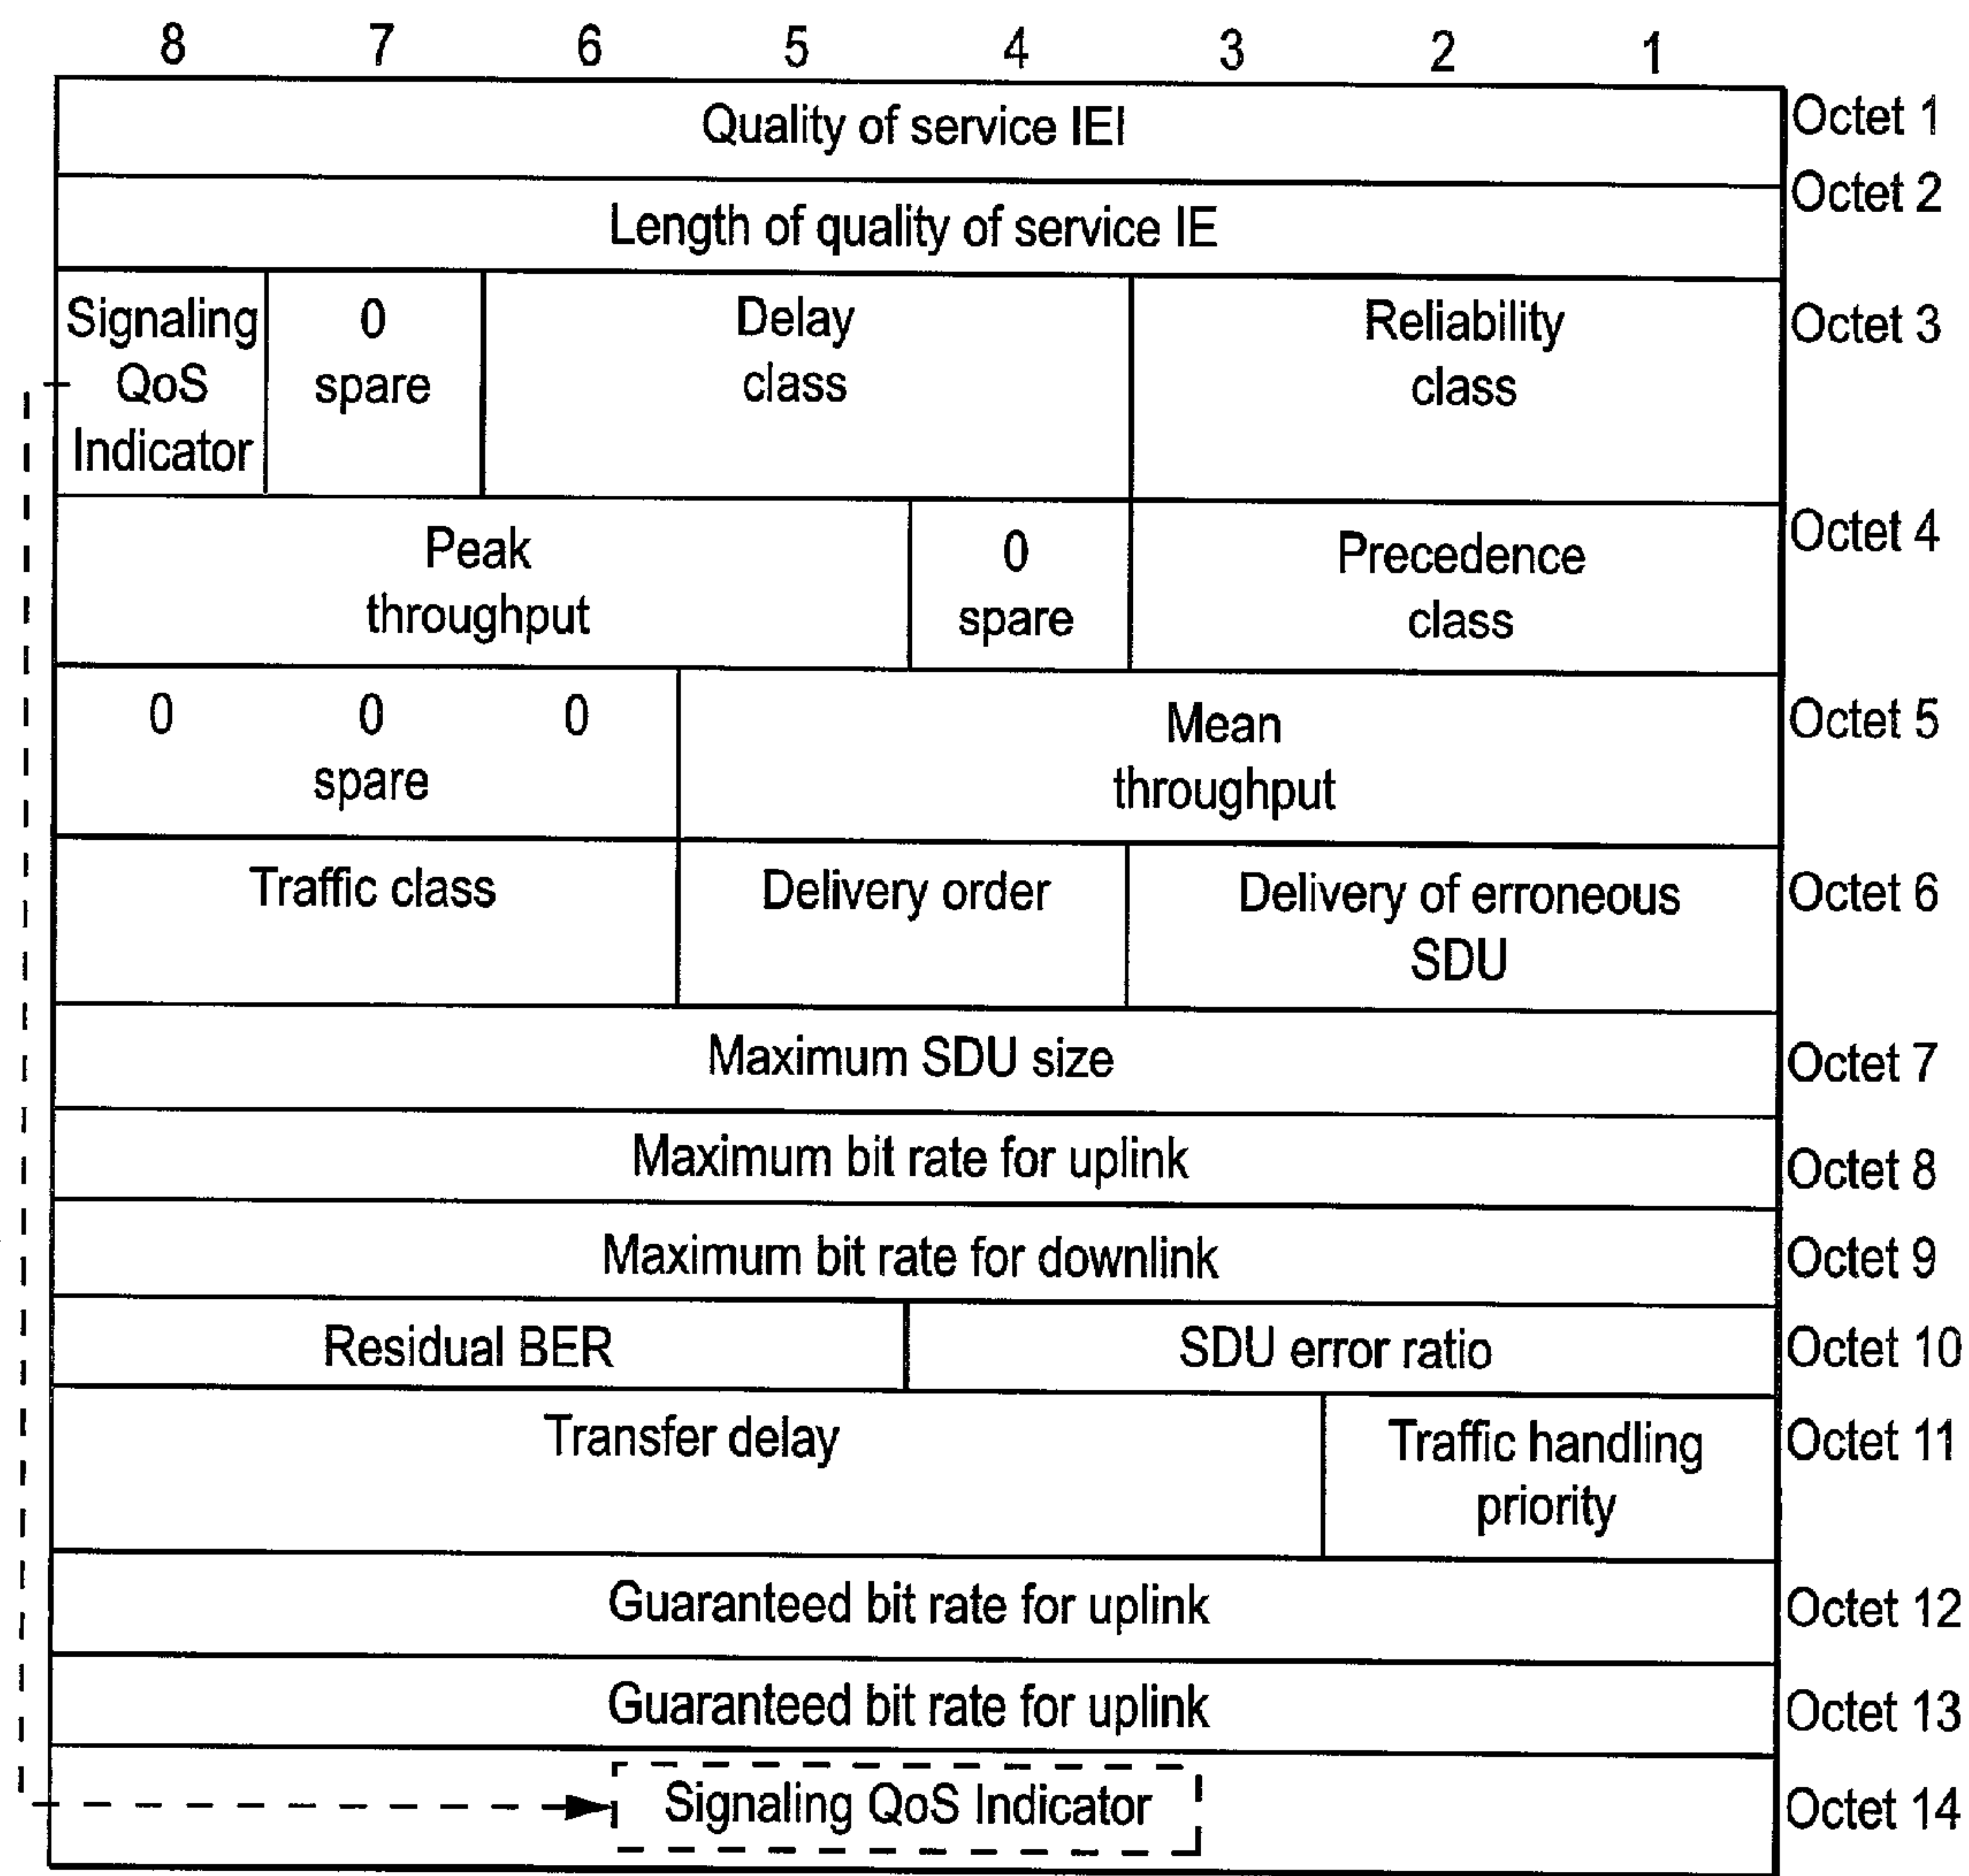 8 7 6 5 4 3 2 1
Quality of service IEI
Octet 1
Length of quality of service IE
Octet 2
Signaling
QoS
Indicator
0
spare
Delay
class
Reliability
class
Octet 3
Peak
throughput
0
spare
Precedence
class
Octet 4
0 0 0
spare
Mean
throughput
Octet 5
Traffic class
Delivery order
Delivery of erroneous
SDU
Octet 6
Maximum SDU size
Octet 7
Maximum bit rate for uplink
Octet 8
Maximum bit rate for downlink
Octet 9
Residual BER
SDU error ratio
Octet 10
Transfer delay
Traffic handling
priority
Octet 11
Guaranteed bit rate for uplink
Octet 12
Guaranteed bit rate for uplink
Octet 13
Signaling QoS Indicator
Octet 14